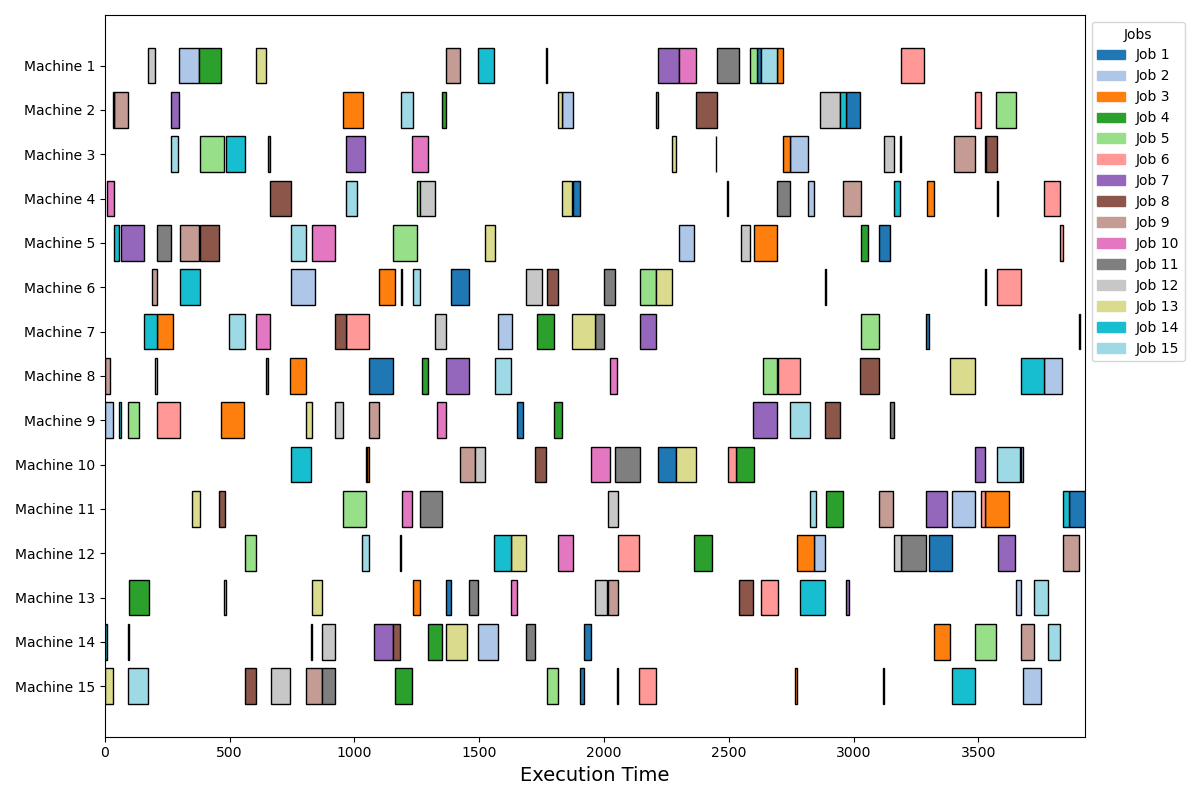 Machine 1
Machine 2
Machine 3
Machine 4
Machine 5
Machine 6
Machine 7
Machine 8
Machine 9
Machine 10
Machine 11
Machine 12
Machine 13
Machine 14
Machine 15
0 500 1000 1500 2000 2500 3000 3500
Execution Time
Jobs
Job 1
Job 2
Job 3
Job 4
Job 5
Job 6
Job 7
Job 8
Job 9
Job 10
Job 11
Job 12
Job 13
Job 14
Job 15